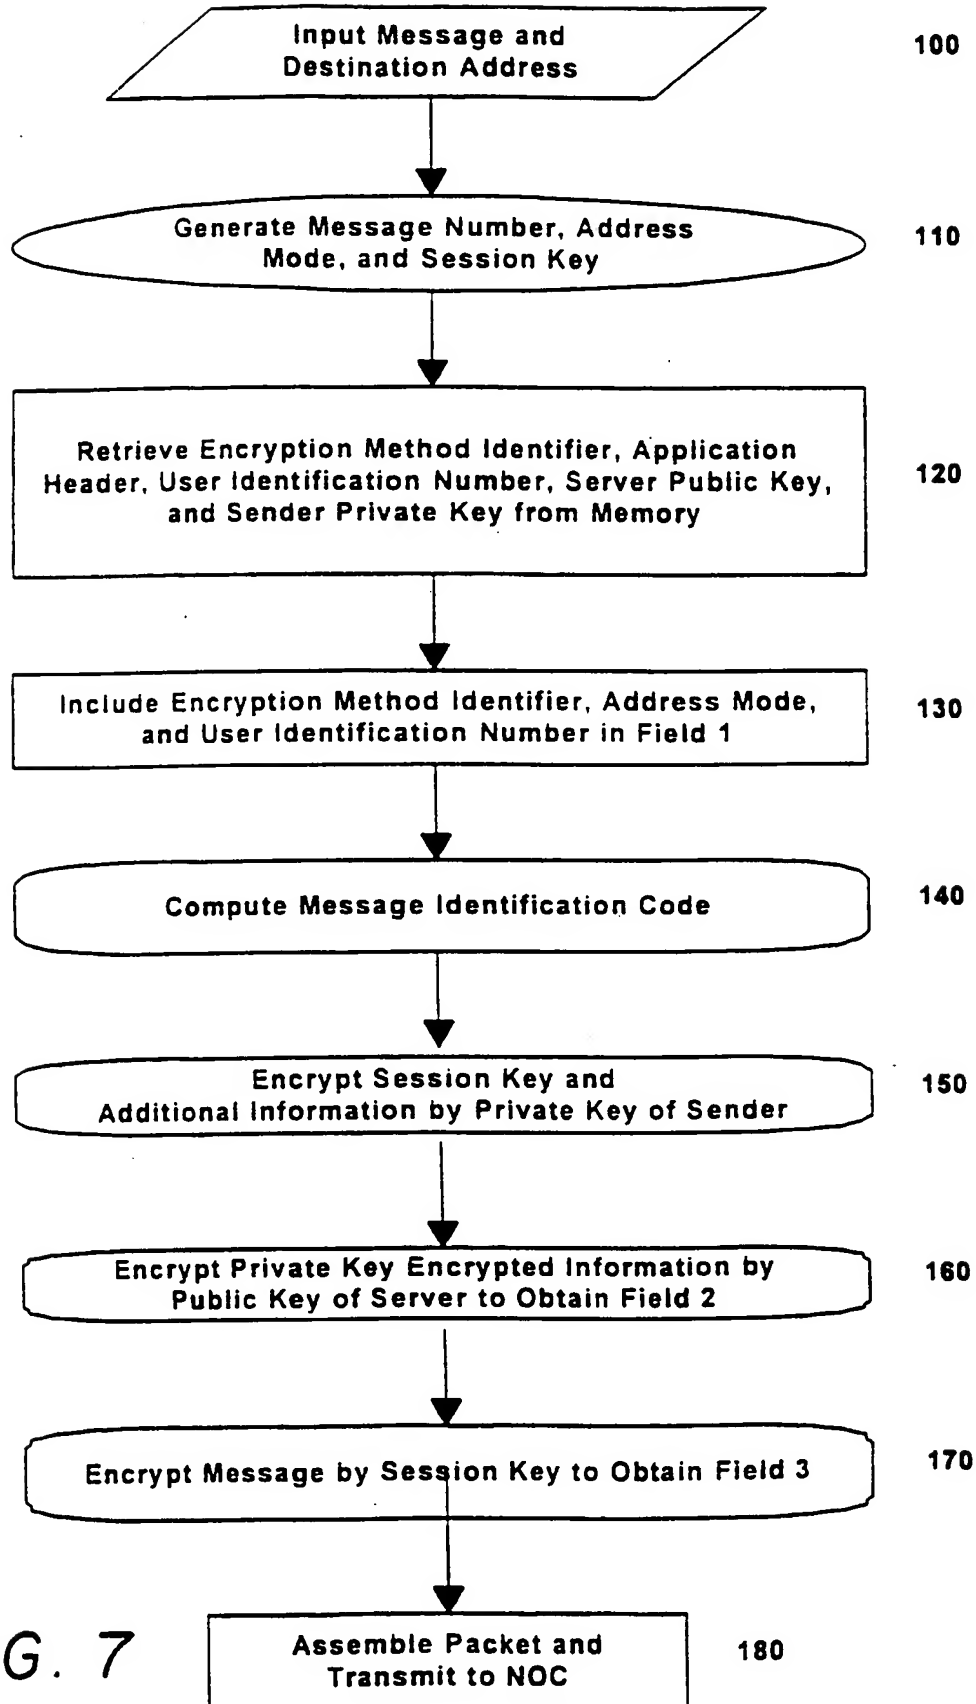 Input Message and
Destination Address
100
Generate Message Number, Address
Mode, and Session Key
110
Retrieve Encryption Method Identifier, Application
Header, User Identification Number, Server Public Key,
and Sender Private Key from Memory
120
Include Encryption Method Identifier, Address Mode,
and User Identification Number in Field 1
130
Compute Message Identification Code
140
Encrypt Session Key and
Additional Information by Private Key of Sender
150
Encrypt Private Key Encrypted Information by
Public Key of Server to Obtain Field 2
160
Encrypt Message by Session Key to Obtain Field 3
170
Assemble Packet and
Transmit to NOC
180
G. 7